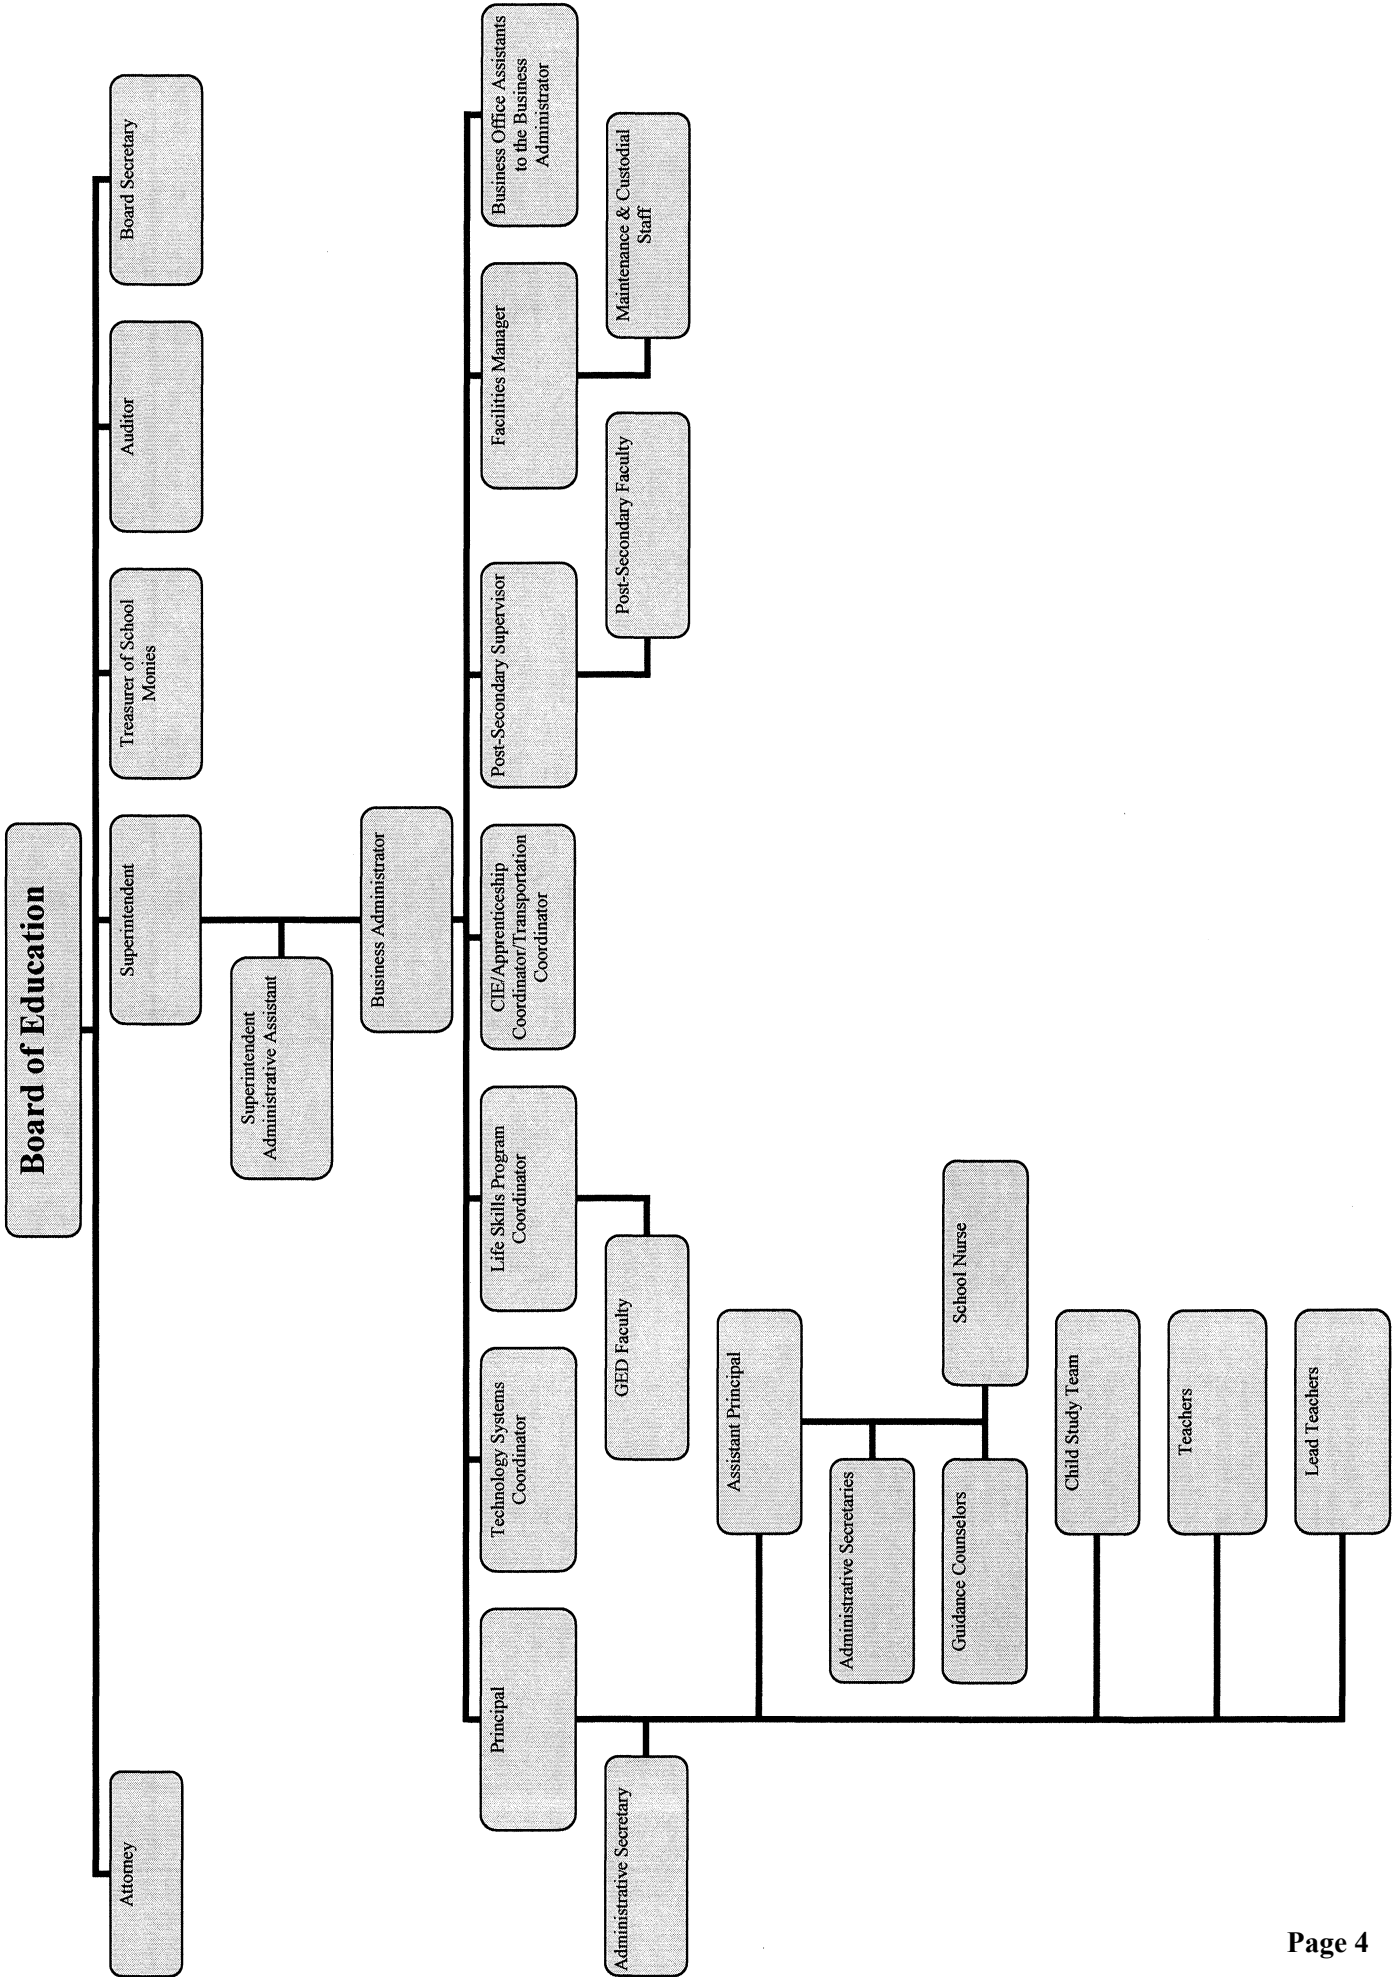 Board of Education
Attorney
Superintendent
Treasurer of School
Monies
Auditor
Board Secretary
Superintendent
Administrative Assistant
Business Administrator
Principal
Technology Systems
Coordinator
Life Skills Program
Coordinator
CIE/Apprenticeship
Coordinator/Transportation
Coordinator
Post-Secondary Supervisor
Facilities Manager
Business Office Assistants
to the Business
Administrator
Administrative Secretary
GED Faculty
Post-Secondary Faculty
Maintenance & Custodial
Staff
Assistant Principal
Administrative Secretaries
Guidance Counselors
School Nurse
Child Study Team
Teachers
Lead Teachers
Page 4